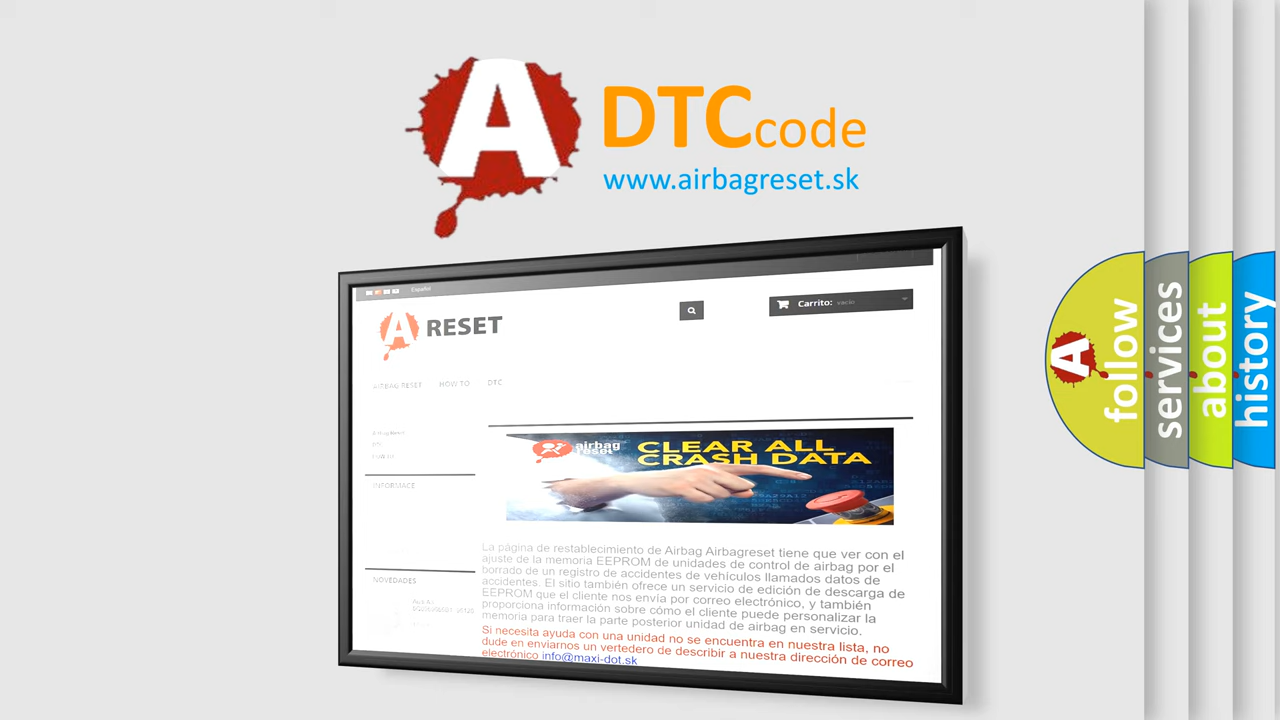 A
DTCcode
www.airbagreset.sk
Español
A RESET
Carrito: vacío
AIRBAG RESET HOW TO DTC
INFORMACE
airbag
reset
CLEAR ALL
CRASH DATA
La página de restablecimiento de Airbag Airbagreset tiene que ver con el
ajuste de la memoria EEPROM de unidades de control de airbag por el
borrado de un registro de accidentes de vehículos llamados datos de
accidentes. El sitio también ofrece un servicio de edición de descarga de
EEPROM que el cliente nos envía por correo electrónico, y también
proporciona información sobre cómo el cliente puede personalizar la
memoria para traer la parte posterior unidad de airbag en servicio.
Si necesita ayuda con una unidad no se encuentra en nuestra lista, no
dude en enviarnos un vertedero de describir a nuestra dirección de correo
electrónico info@maxi-dot.sk
NOVEDADES
A
follow
services
about
history